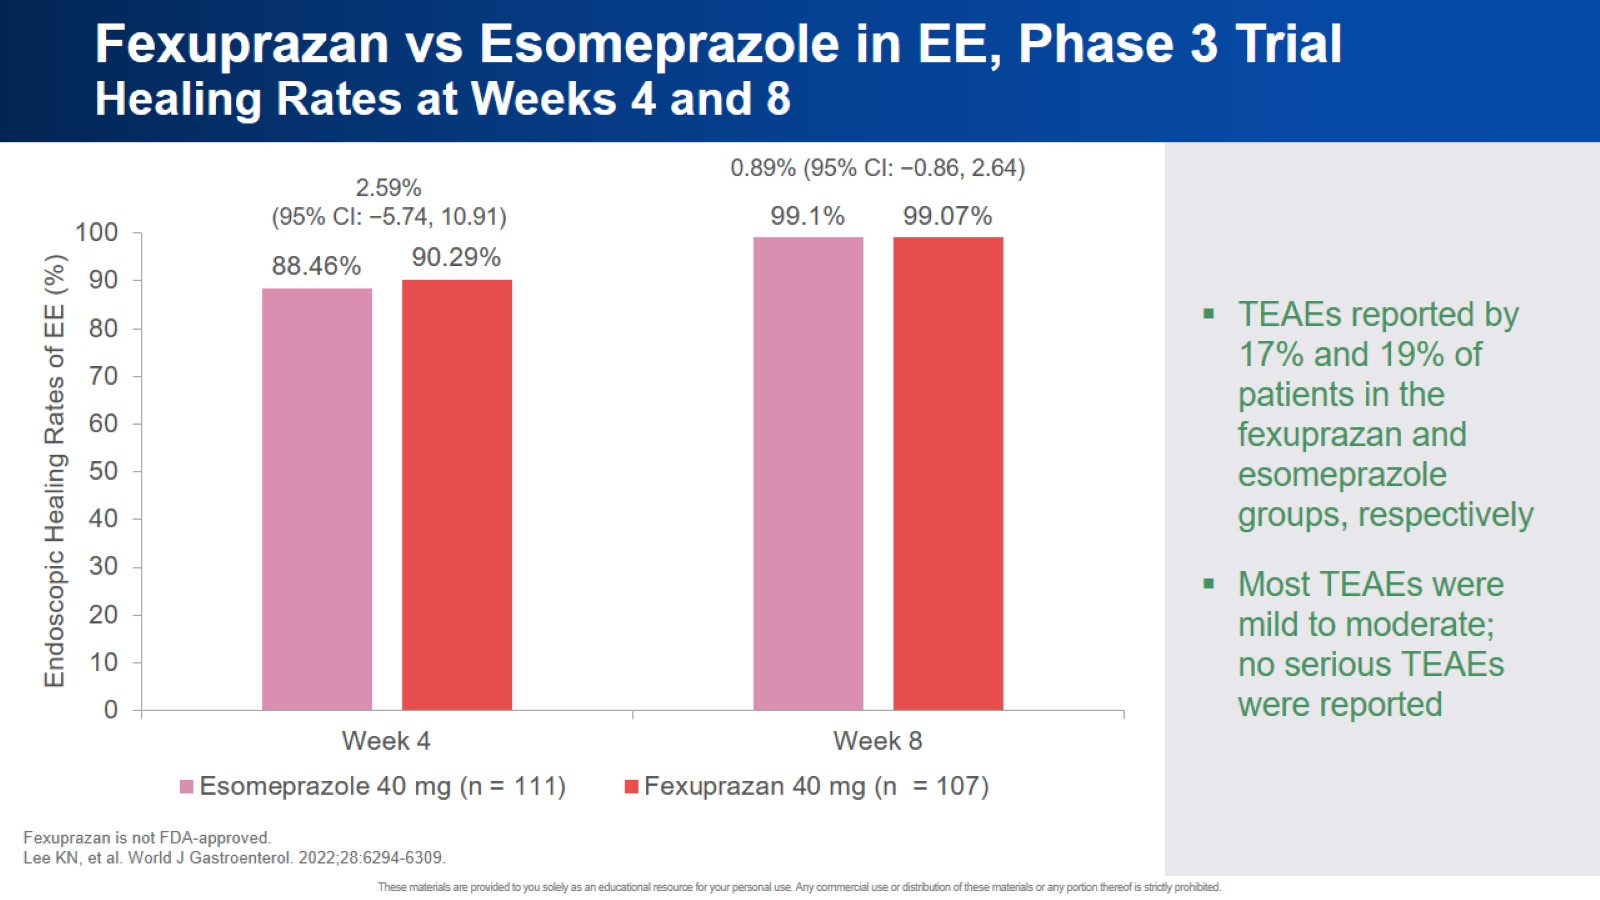 Fexuprazan vs Esomeprazole in EE, Phase 3 Trial
Healing Rates at Weeks 4 and 8
2.59%
(95% CI: −5.74, 10.91)
0.89% (95% CI: −0.86, 2.64)
88.46%
90.29%
99.1%
99.07%
Endoscopic Healing Rates of EE (%)
100
90
80
70
60
50
40
30
20
10
0
Week 4
Week 8
Esomeprazole 40 mg (n = 111)
Fexuprazan 40 mg (n  = 107)
▪ TEAEs reported by
17% and 19% of
patients in the
fexuprazan and
esomeprazole
groups, respectively
▪ Most TEAEs were
mild to moderate;
no serious TEAEs
were reported
Fexuprazan is not FDA-approved.
Lee KN, et al. World J Gastroenterol. 2022;28:6294-6309.
These materials are provided to you solely as an educational resource for your personal use. Any commercial use or distribution of these materials or any portion thereof is strictly prohibited.